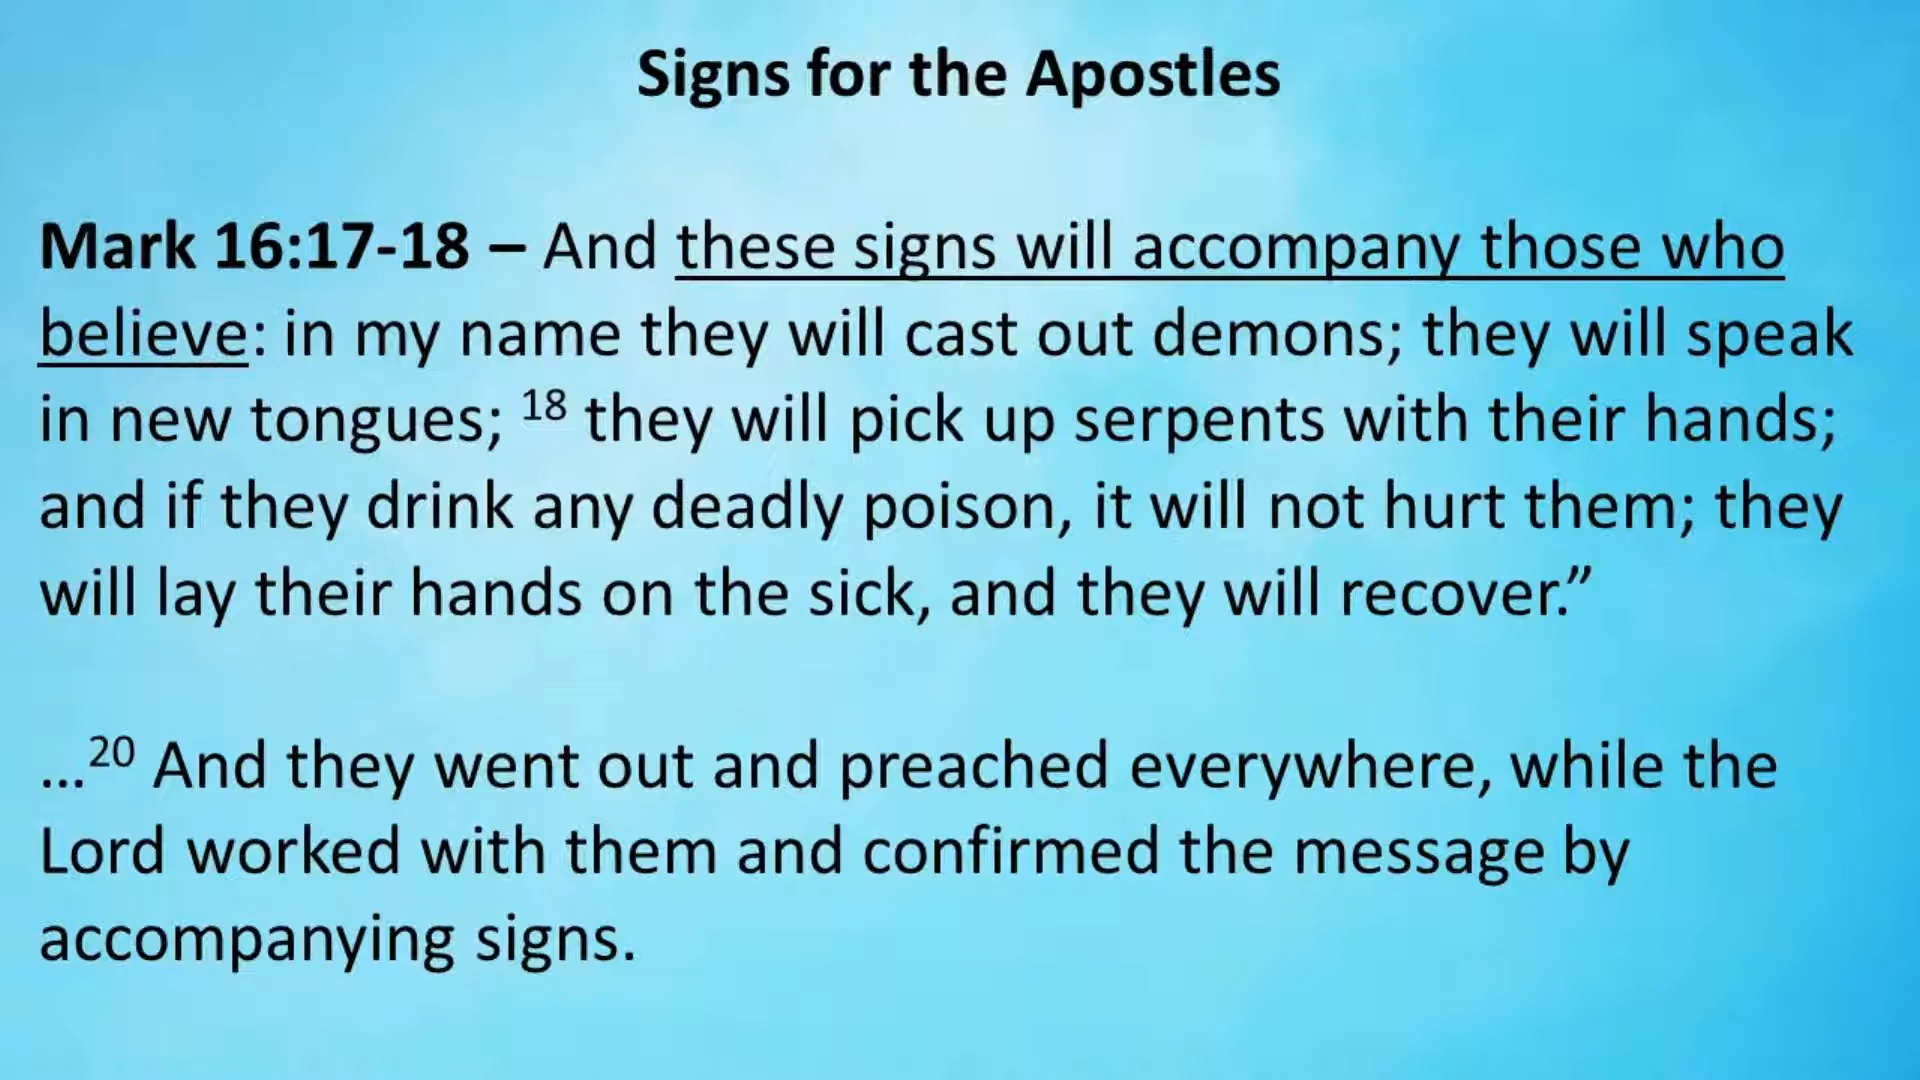 Signs for the Apostles
Mark 16:17-18 – And these signs will accompany those who
believe: in my name they will cast out demons; they will speak
in new tongues; 18 they will pick up serpents with their hands;
and if they drink any deadly poison, it will not hurt them; they
will lay their hands on the sick, and they will recover.”
...20 And they went out and preached everywhere, while the
Lord worked with them and confirmed the message by
accompanying signs.